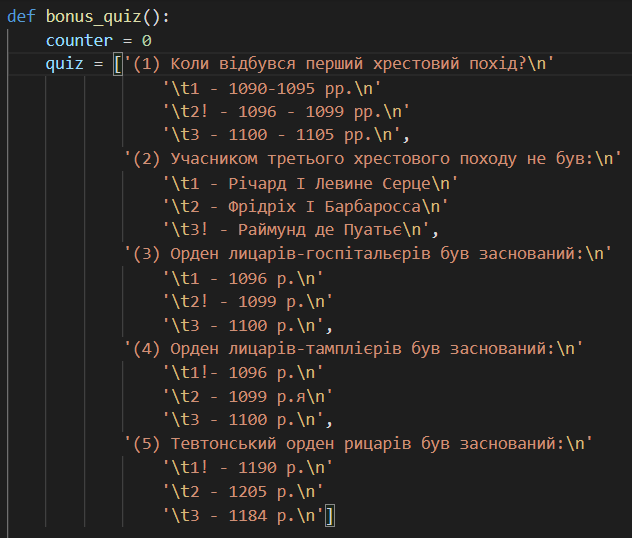 def bonus_quiz():
    counter = 0
    quiz = ['(1) Коли відбувся перший хрестовий похід?\n'
                '\t1 - 1090-1095 рр.\n'
                '\t2! - 1096 - 1099 рр.\n'
                '\t3 - 1100 - 1105 рр.\n',
            '(2) Учасником третього хрестового походу не був:\n'
                '\t1 - Річард I Левине Серце\n'
                '\t2 - Фрідріх I Барбаросса\n'
                '\t3! - Раймунд де Пуатьє\n',
            '(3) Орден лицарів-госпітальєрів був заснований:\n'
                '\t1 - 1096 р.\n'
                '\t2! - 1099 р.\n'
                '\t3 - 1100 р.\n',
            '(4) Орден лицарів-тамплієрів був заснований:\n'
                '\t1!- 1096 р.\n'
                '\t2 - 1099 р.я\n'
                '\t3 - 1100 р.\n',
            '(5) Тевтонський орден рицарів був заснований:\n'
                '\t1! - 1190 р.\n'
                '\t2 - 1205 р.\n'
                '\t3 - 1184 р.\n']